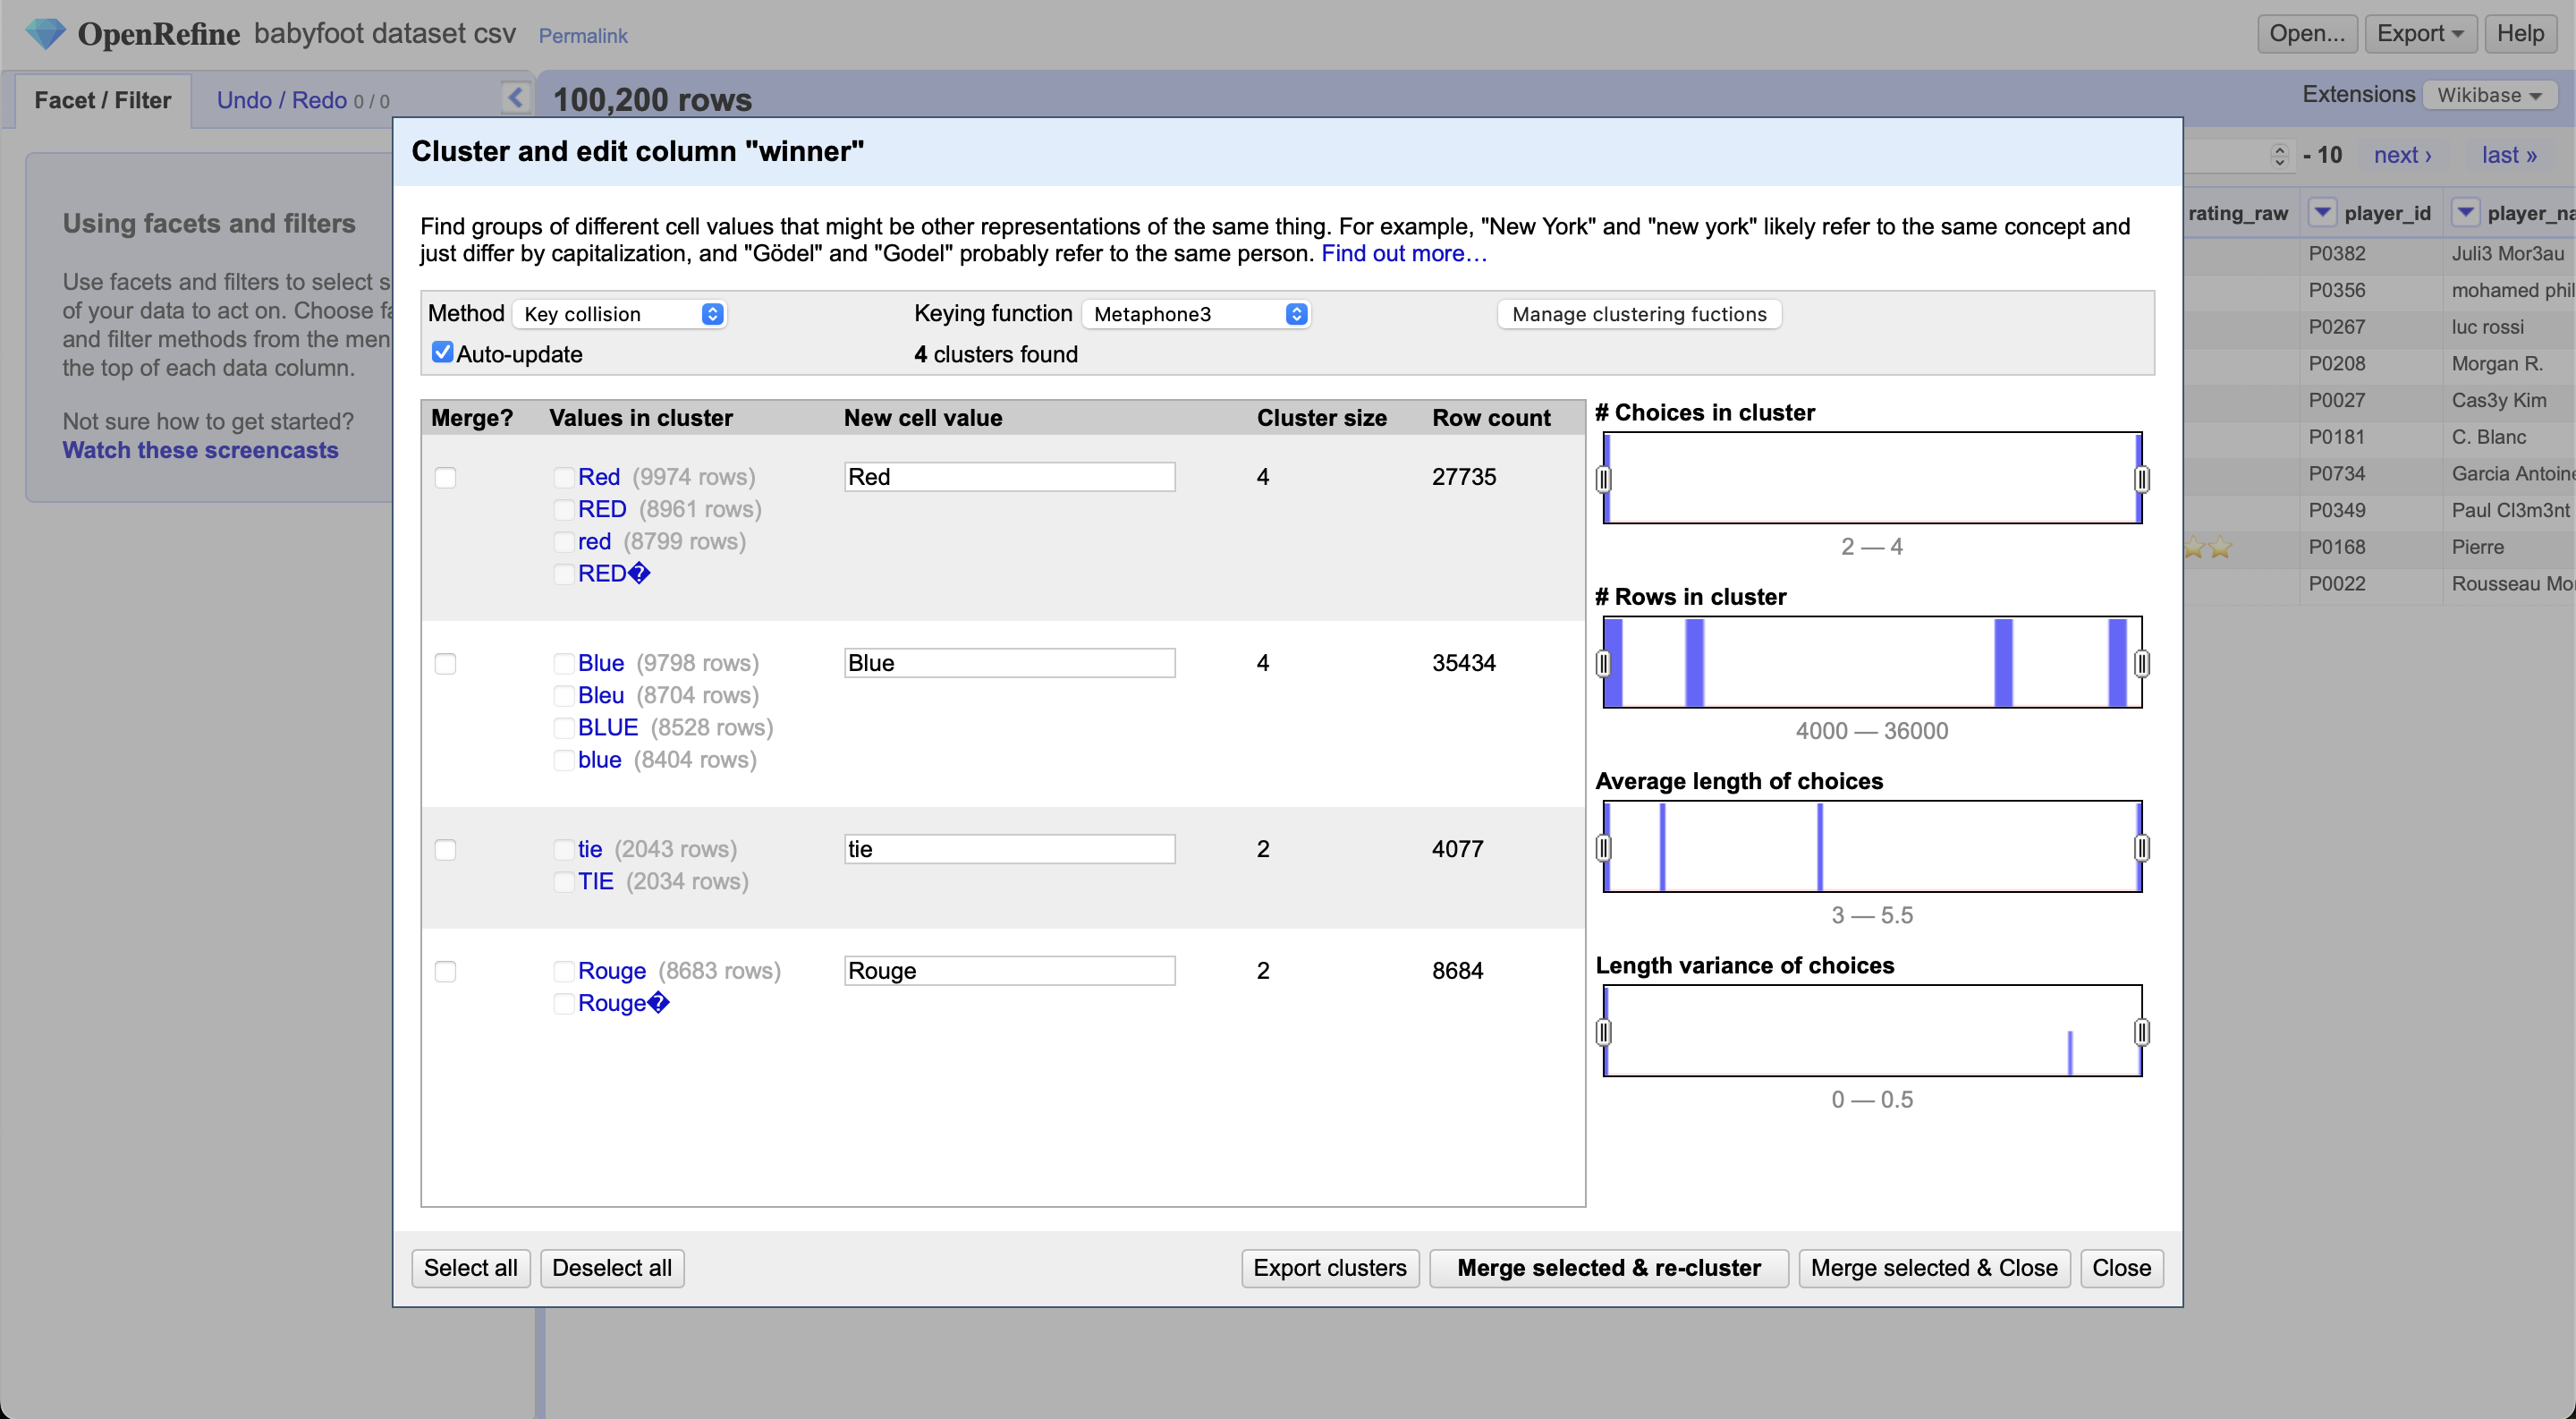 OpenRefine babyfoot dataset csv Permalink
Open... Export Help
Facet / Filter Undo / Redo 0 / 0
100,200 rows
Extensions Wikibase
- 10 next › last »
Using facets and filters
Use facets and filters to select s
of your data to act on. Choose fa
and filter methods from the men
the top of each data column.
Not sure how to get started?
Watch these screencasts
rating_raw player_id player_na
P0382 Juli3 Mor3au
P0356 mohamed phil
P0267 luc rossi
P0208 Morgan R.
P0027 Cas3y Kim
P0181 C. Blanc
P0734 Garcia Antoine
P0349 Paul Cl3m3nt
P0168 Pierre
P0022 Rousseau Mo
Cluster and edit column "winner"
Find groups of different cell values that might be other representations of the same thing. For example, "New York" and "new york" likely refer to the same concept and
just differ by capitalization, and "Gödel" and "Godel" probably refer to the same person. Find out more…
Method Key collision Keying function Metaphone3 Manage clustering fuctions
Auto-update 4 clusters found
Merge? Values in cluster New cell value Cluster size Row count
Red (9974 rows) Red 4 27735
RED (8961 rows)
red (8799 rows)
RED�
Blue (9798 rows) Blue 4 35434
Bleu (8704 rows)
BLUE (8528 rows)
blue (8404 rows)
tie (2043 rows) tie 2 4077
TIE (2034 rows)
Rouge (8683 rows) Rouge 2 8684
Rouge�
# Choices in cluster
2 — 4
# Rows in cluster
4000 — 36000
Average length of choices
3 — 5.5
Length variance of choices
0 — 0.5
Select all Deselect all Export clusters Merge selected & re-cluster Merge selected & Close Close